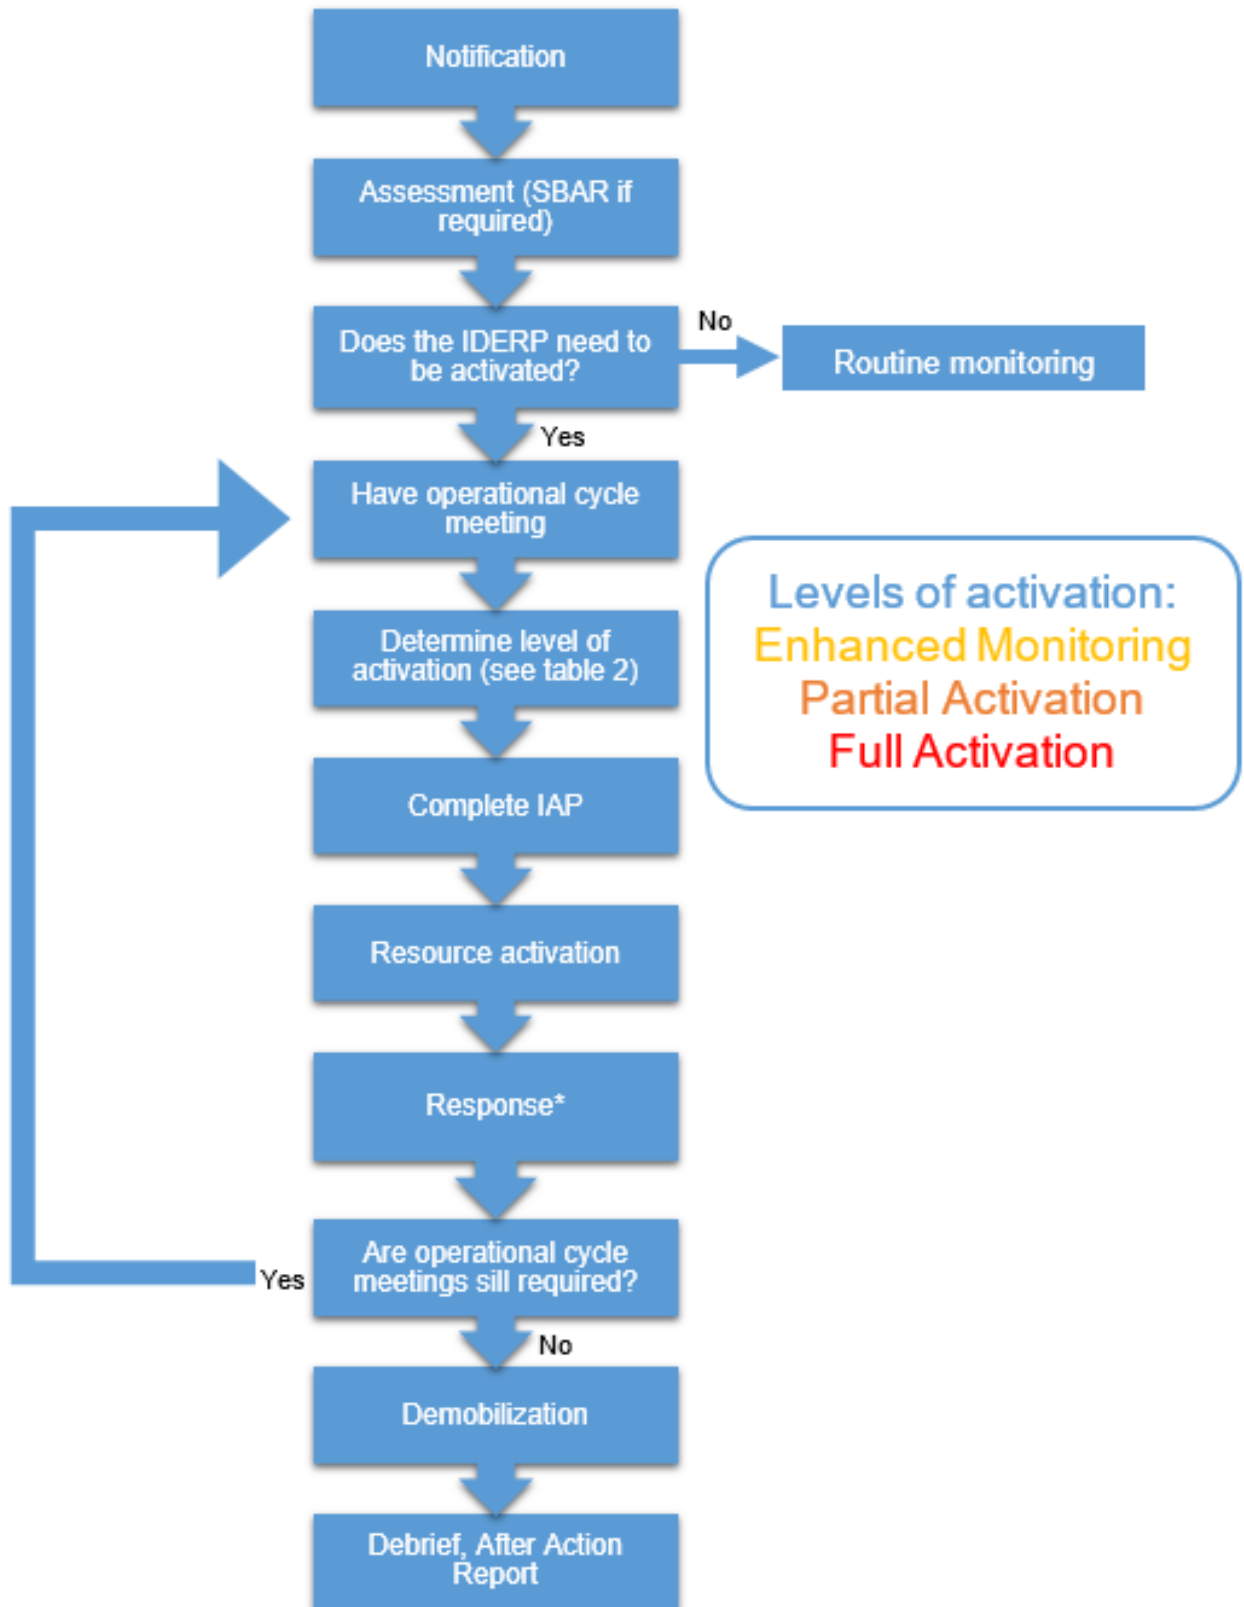 Notification
Assessment (SBAR if
required)
Does the IDERP need to
be activated?
No
Routine monitoring
Yes
Have operational cycle
meeting
Levels of activation:
Enhanced Monitoring
Partial Activation
Full Activation
Determine level of
activation (see table 2)
Complete IAP
Resource activation
Response*
Are operational cycle
meetings sill required?
Yes
No
Demobilization
Debrief, After Action
Report